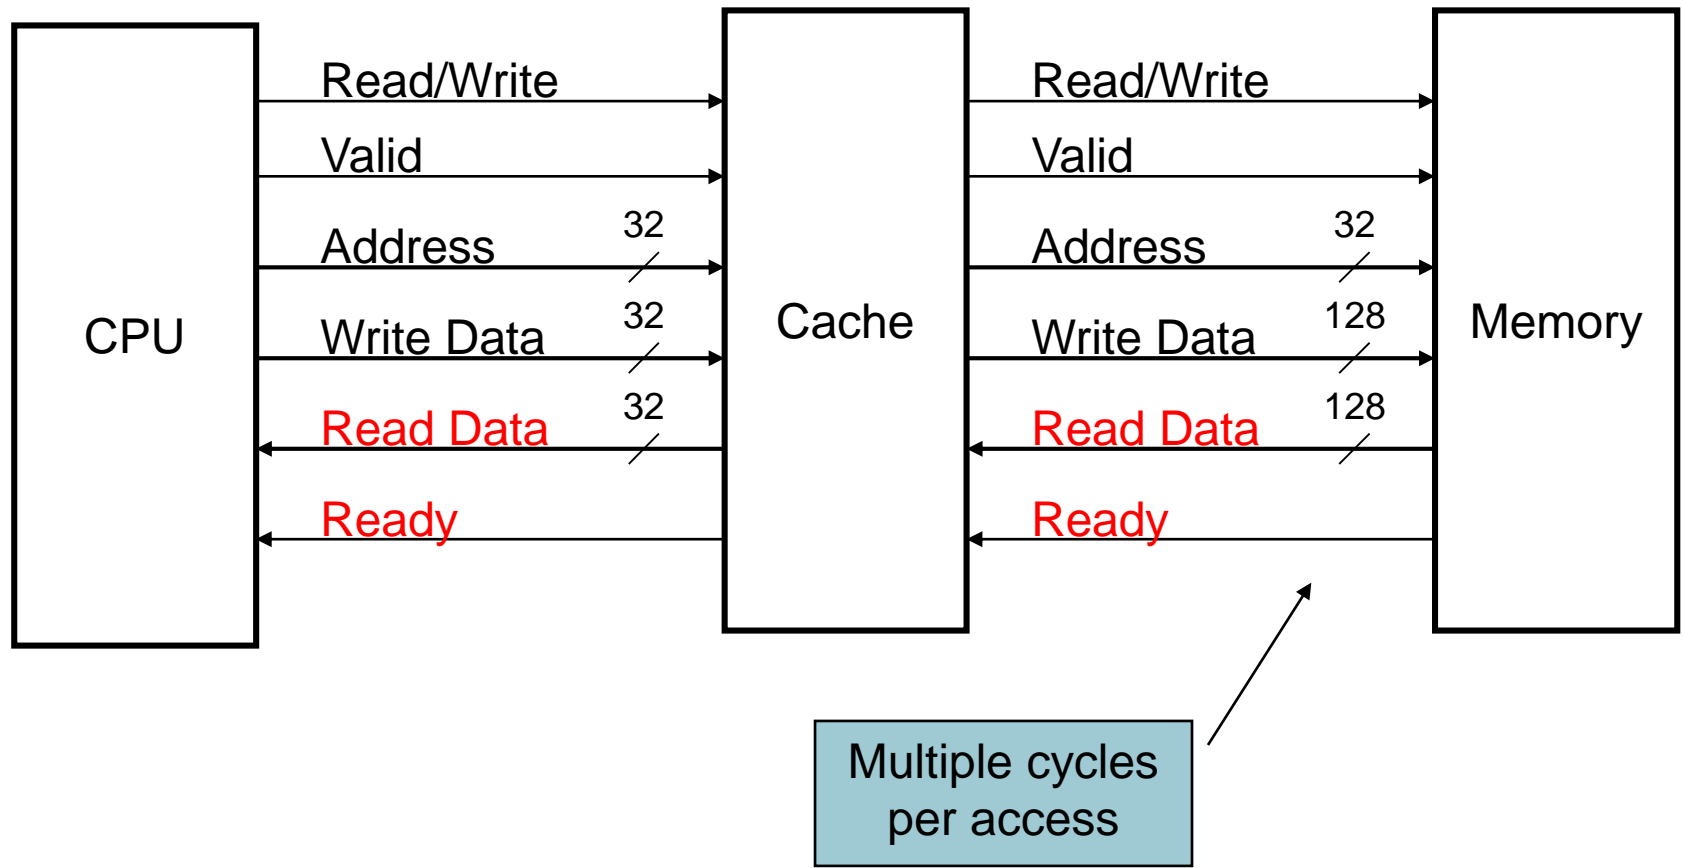 CPU
Read/Write
Valid
Address 32
Write Data 32
Read Data 32
Ready
Cache
Read/Write
Valid
Address 32
Write Data 128
Read Data 128
Ready
Memory
Multiple cycles
per access